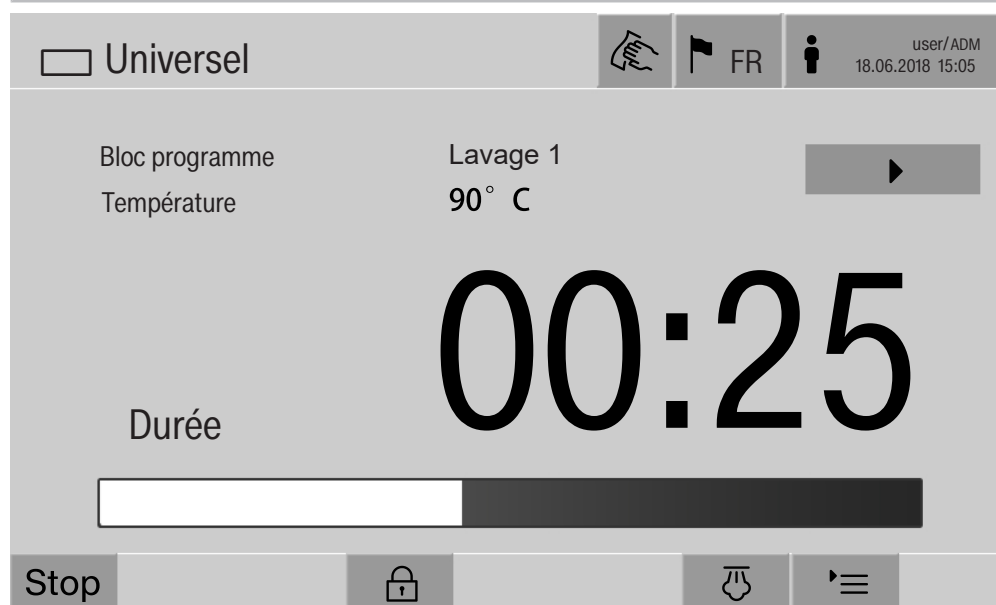 Universel
FR
user/ADM
18.06.2018 15:05
Bloc programme Lavage 1
Température 90° C
00:25
Durée
Stop